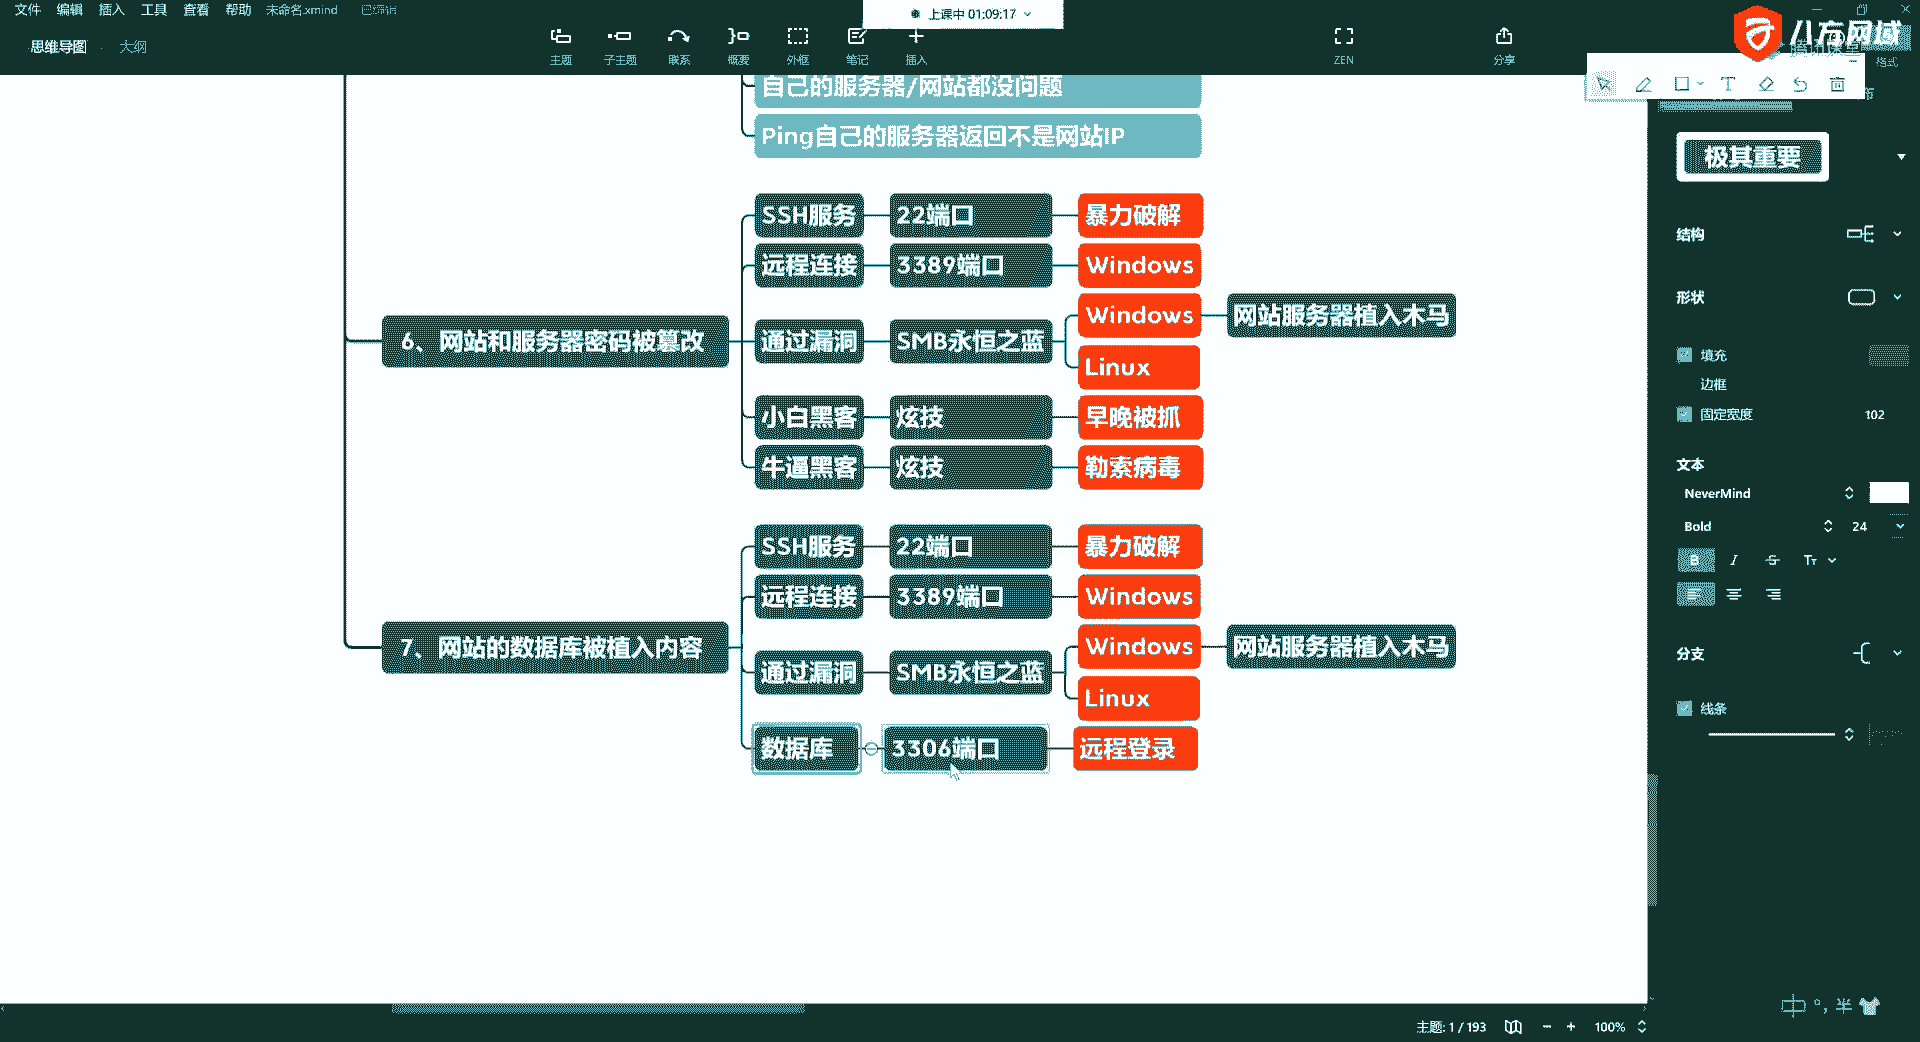 文件 编辑 插入 工具 查看 帮助 未命名.xmind 已编辑
上课中 01:09:17
八方网域
腾讯课堂
思维导图 大纲
主题 子主题 联系 概要 外框 笔记 插入 ZEN 分享 格式
自己的服务器/网站都没问题
Ping自己的服务器返回不是网站IP
6、网站和服务器密码被篡改
SSH服务 22端口 暴力破解
远程连接 3389端口 Windows
通过漏洞 SMB永恒之蓝
Windows 网站服务器植入木马
Linux
小白黑客 炫技 早晚被抓
牛逼黑客 炫技 勒索病毒
7、网站的数据库被植入内容
SSH服务 22端口 暴力破解
远程连接 3389端口 Windows
通过漏洞 SMB永恒之蓝
Windows 网站服务器植入木马
Linux
数据库 3306端口 远程登录
极其重要
结构
形状
填充
边框
固定宽度 102
文本
NeverMind
Bold 24
B I S Tт
分支
线条
中 °, 半
主题: 1 / 193 100%